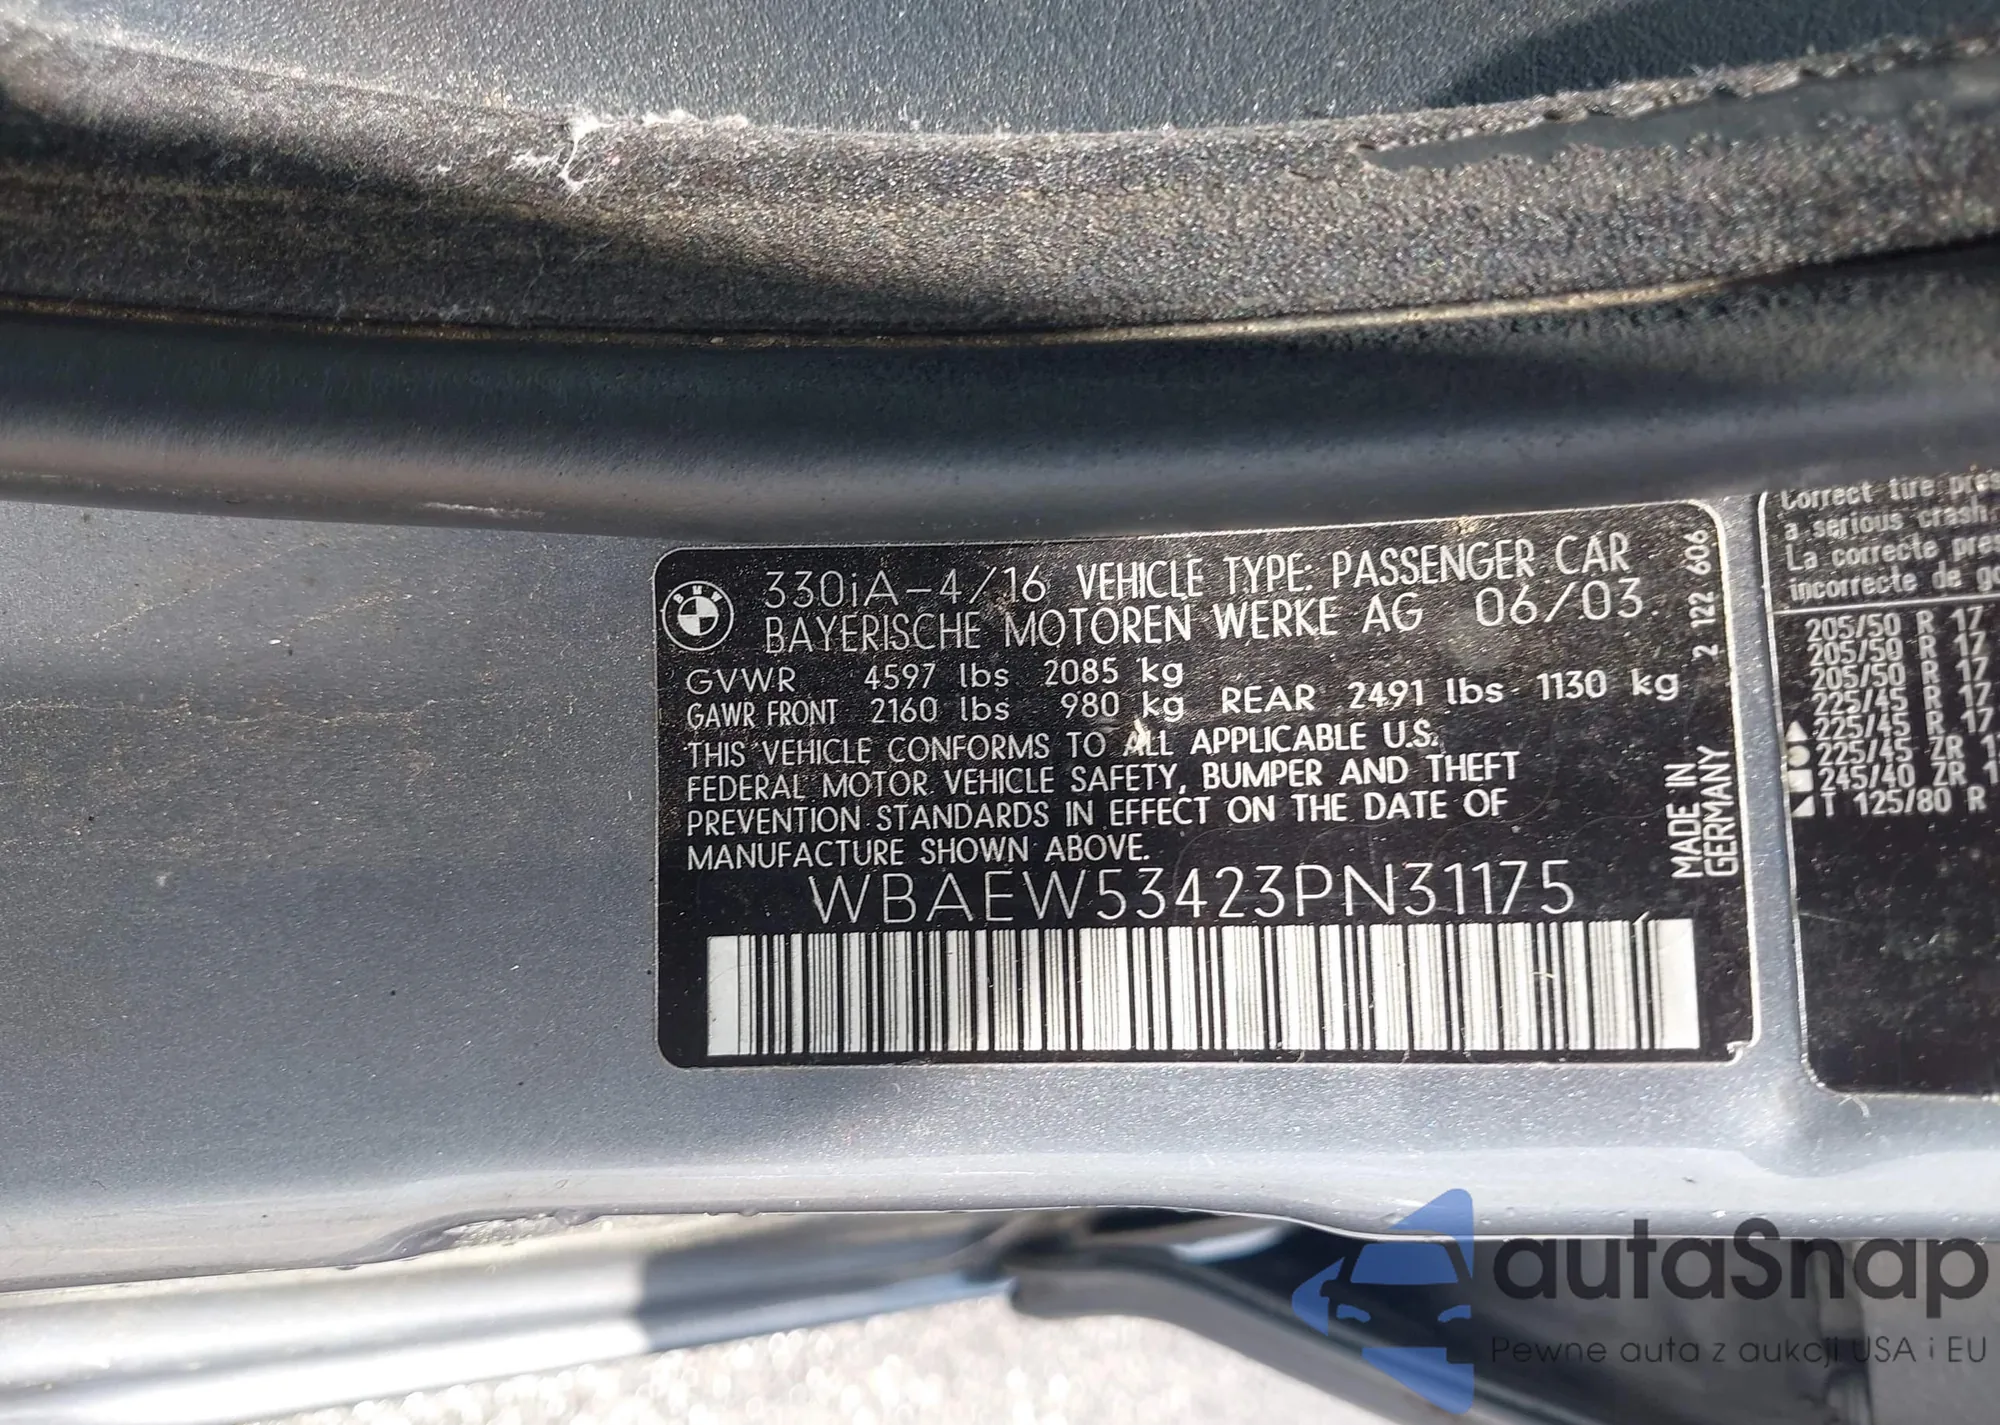 BMW
330iA-4/16 VEHICLE TYPE: PASSENGER CAR
BAYERISCHE MOTOREN WERKE AG 06/03
GVWR 4597 lbs 2085 kg
GAWR FRONT 2160 lbs 980 kg REAR 2491 lbs 1130 kg
THIS VEHICLE CONFORMS TO ALL APPLICABLE U.S.
FEDERAL MOTOR VEHICLE SAFETY, BUMPER AND THEFT
PREVENTION STANDARDS IN EFFECT ON THE DATE OF
MANUFACTURE SHOWN ABOVE.
WBAEW53423PN31175
2 122 606
MADE IN
GERMANY
Correct tire
a serious crash.
La correcte
incorrecte de
205/50 R 17
205/50 R 17
205/50 R 17
225/45 R 17
225/45 R 17
225/45 ZR
245/40 ZR
T 125/80 R
autoSnap
Pewne auta z aukcji USA i EU